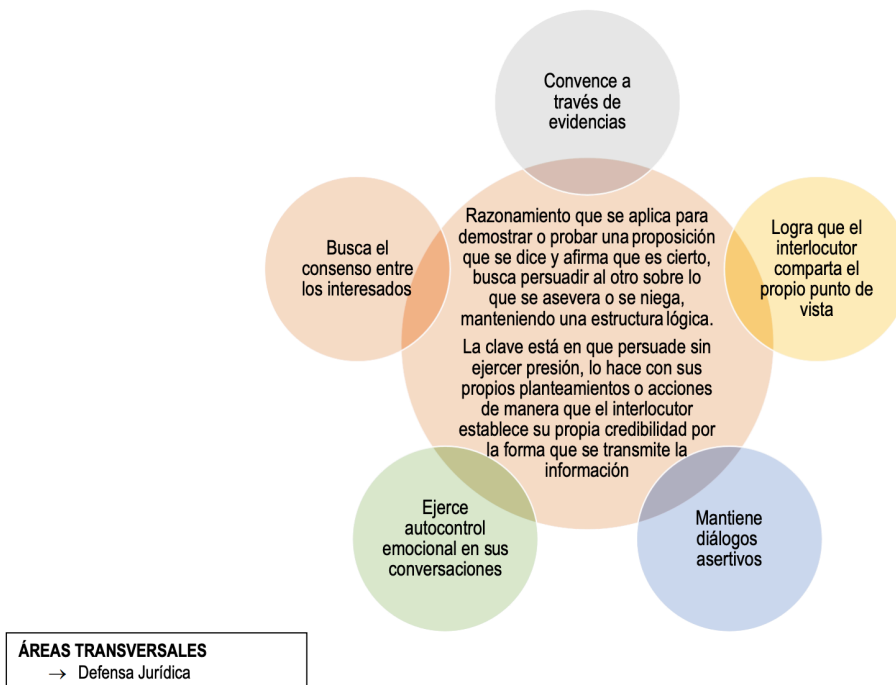 Convence a
través de
evidencias
Busca el
consenso entre
los interesados
Razonamiento que se aplica para
demostrar o probar una proposición
que se dice y afirma que es cierto,
busca persuadir al otro sobre lo
que se asevera o se niega,
manteniendo una estructura lógica.
La clave está en que persuade sin
ejercer presión, lo hace con sus
propios planteamientos o acciones
de manera que el interlocutor
establece su propia credibilidad por
la forma que se transmite la
información
Logra que el
interlocutor
comparta el
propio punto de
vista
Ejerce
autocontrol
emocional en sus
conversaciones
Mantiene
diálogos
asertivos
ÁREAS TRANSVERSALES
→ Defensa Jurídica